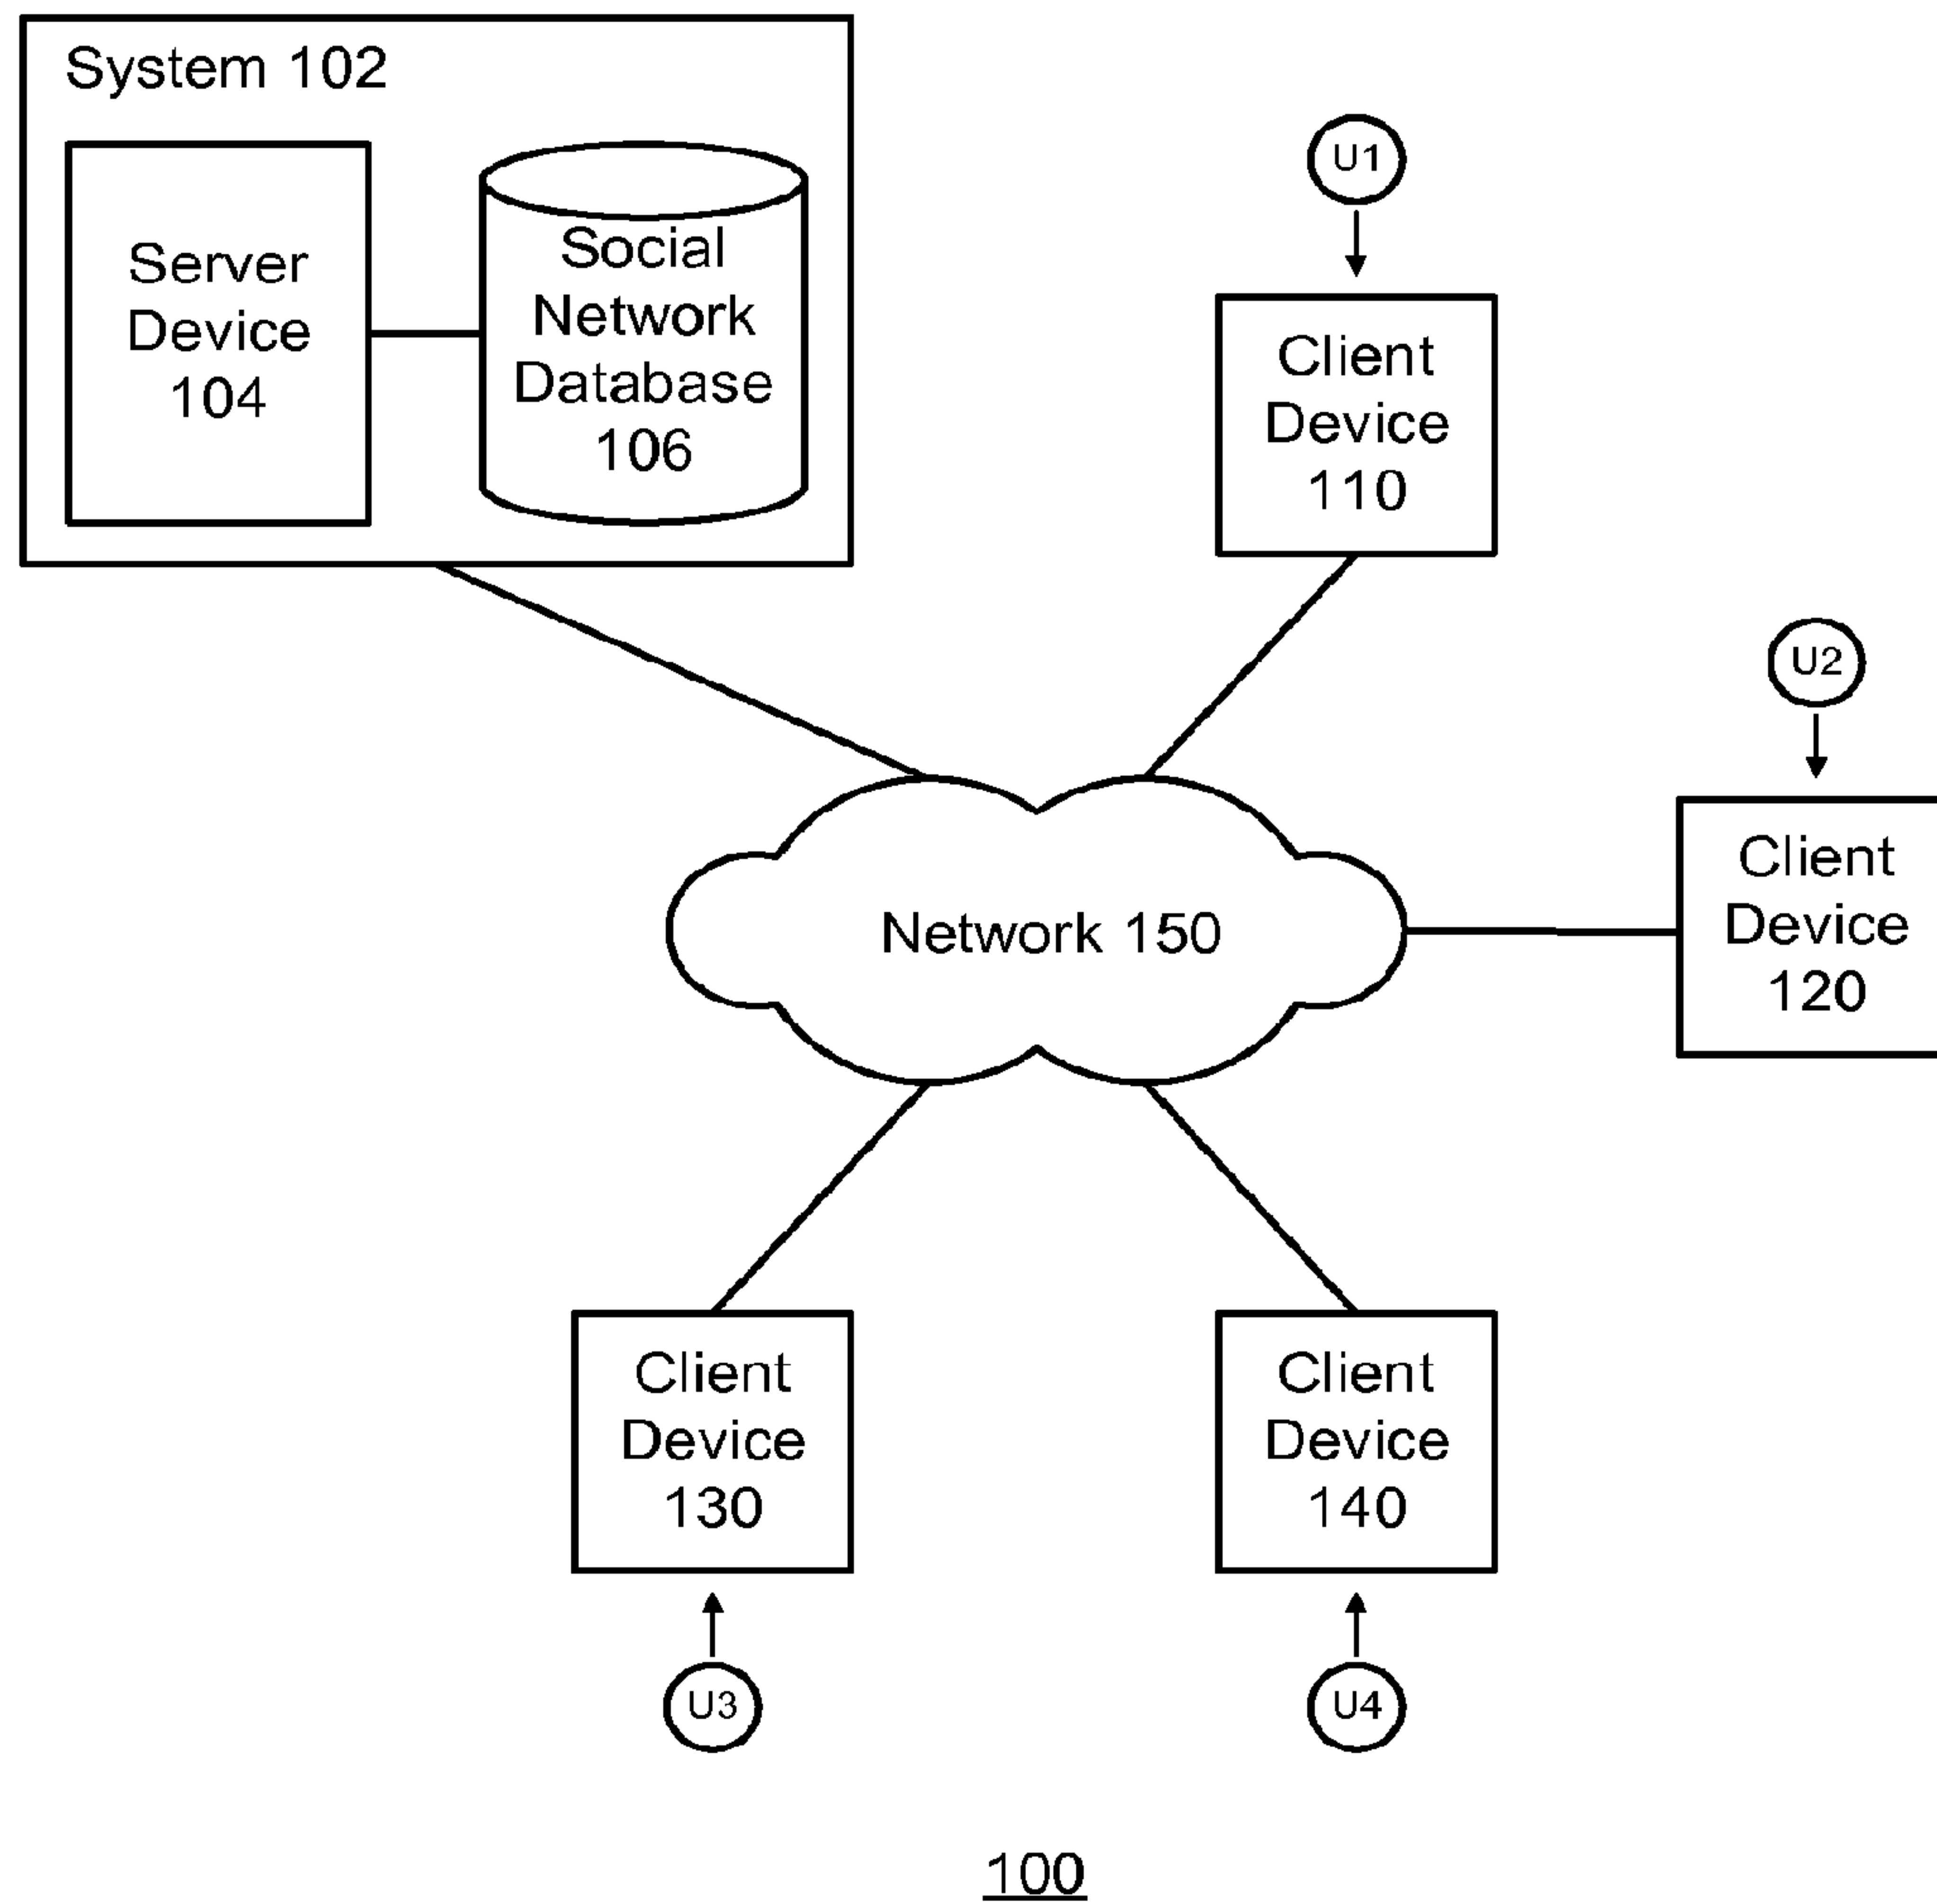 System 102
Server
Device
104
Social
Network
Database
106
U1
Client
Device
110
U2
Client
Device
120
Network 150
Client
Device
130
Client
Device
140
U3
U4
100